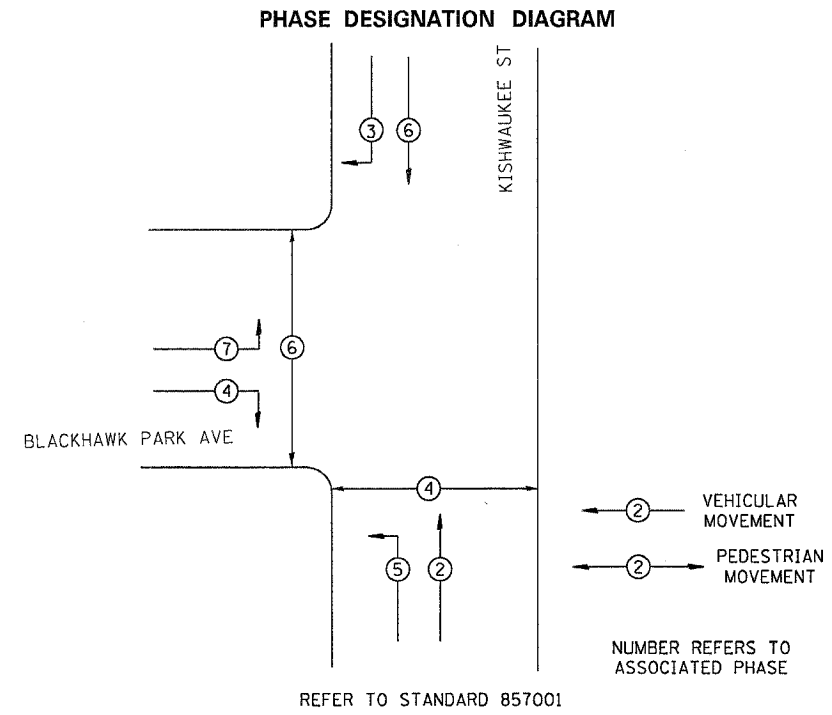 PHASE DESIGNATION DIAGRAM
KISHWAUKEE ST
3
6
7
6
4
BLACKHAWK PARK AVE
4
2
VEHICULAR
MOVEMENT
5
2
2
PEDESTRIAN
MOVEMENT
NUMBER REFERS TO
ASSOCIATED PHASE
REFER TO STANDARD 857001